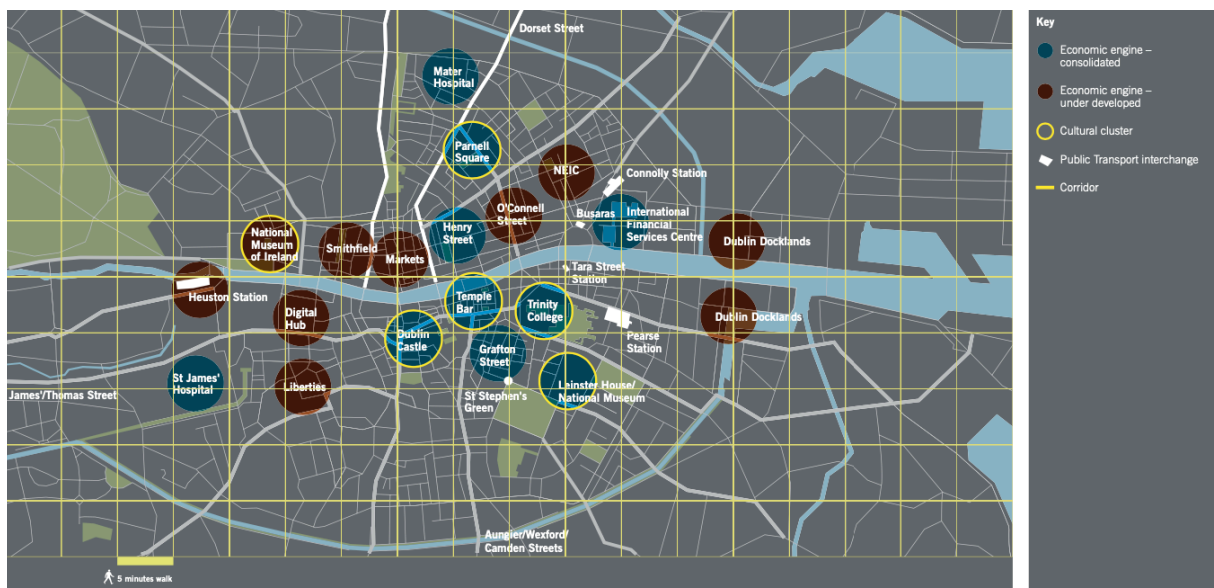 Dorset Street
Mater
Hospital
Parnell
Square
NEIC
Connolly Station
O'Connell
Street
Busaras
International
Financial
Services Centre
Henry
Street
National
Museum
of Ireland
Smithfield
Markets
Dublin Docklands
Tara Street
Station
Heuston Station
Temple
Bar
Trinity
College
Digital
Hub
Dublin Docklands
Dublin
Castle
Pearse
Station
Grafton
Street
St James'
Hospital
Liberties
Leinster House/
National Museum
James'/Thomas Street
St Stephen's
Green
Aungier/Wexford/
Camden Streets
5 minutes walk
Key
Economic engine –
consolidated
Economic engine –
under developed
Cultural cluster
Public Transport interchange
Corridor